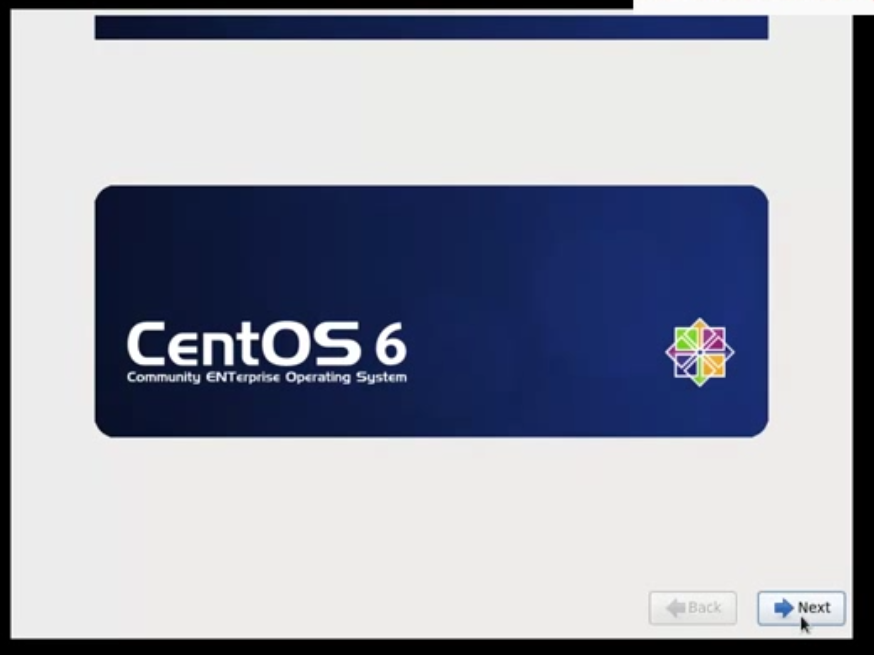 CentOS 6
Community ENTerprise Operating System
Back
Next